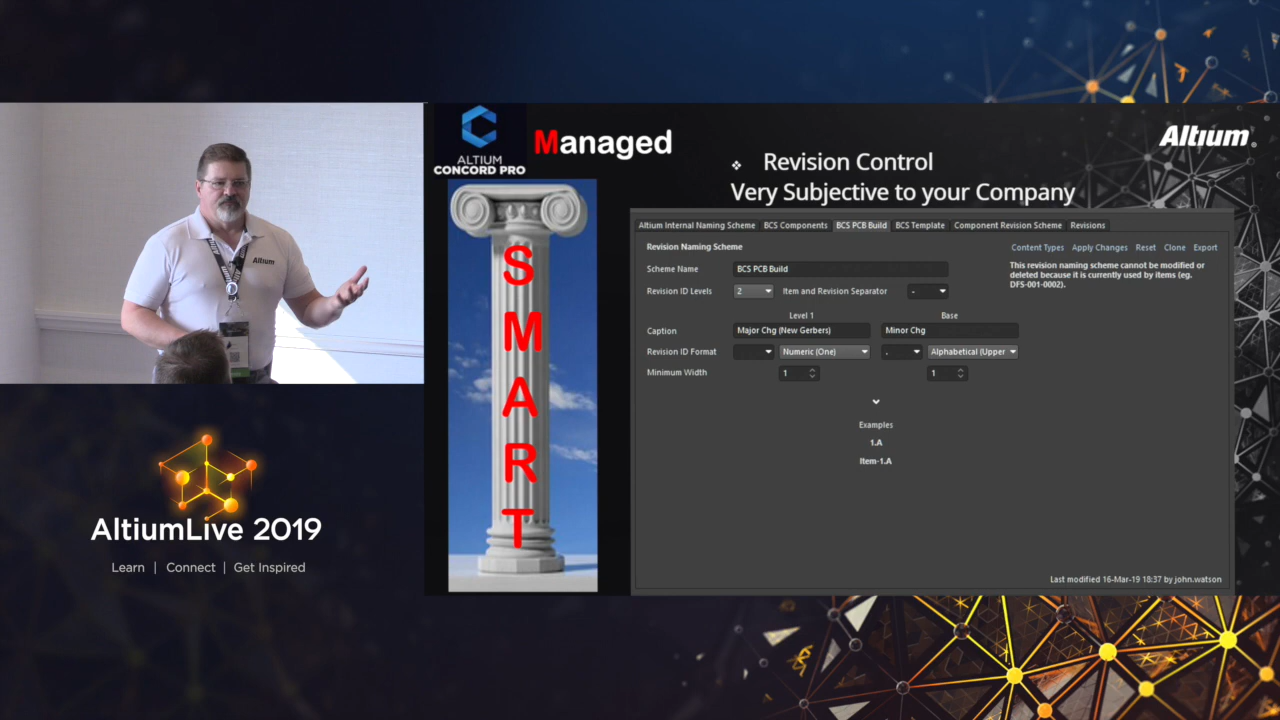 Altium
AltiumLive 2019
Learn | Connect | Get Inspired
ALTIUM
CONCORD PRO
Managed
Altium®
❖ Revision Control
Very Subjective to your Company
S
M
A
R
T
Altium Internal Naming Scheme BCS Components BCS PCB Build BCS Template Component Revision Scheme Revisions
Revision Naming Scheme
Content Types Apply Changes Reset Clone Export
Scheme Name BCS PCB Build
This revision naming scheme cannot be modified or
deleted because it is currently used by items (eg.
DFS-001-0002).
Revision ID Levels 2 Item and Revision Separator -
Level 1 Base
Caption Major Chg (New Gerbers) Minor Chg
Revision ID Format Numeric (One) . Alphabetical (Upper
Minimum Width 1 1
Examples
1.A
Item-1.A
Last modified 16-Mar-19 18:37 by john.watson